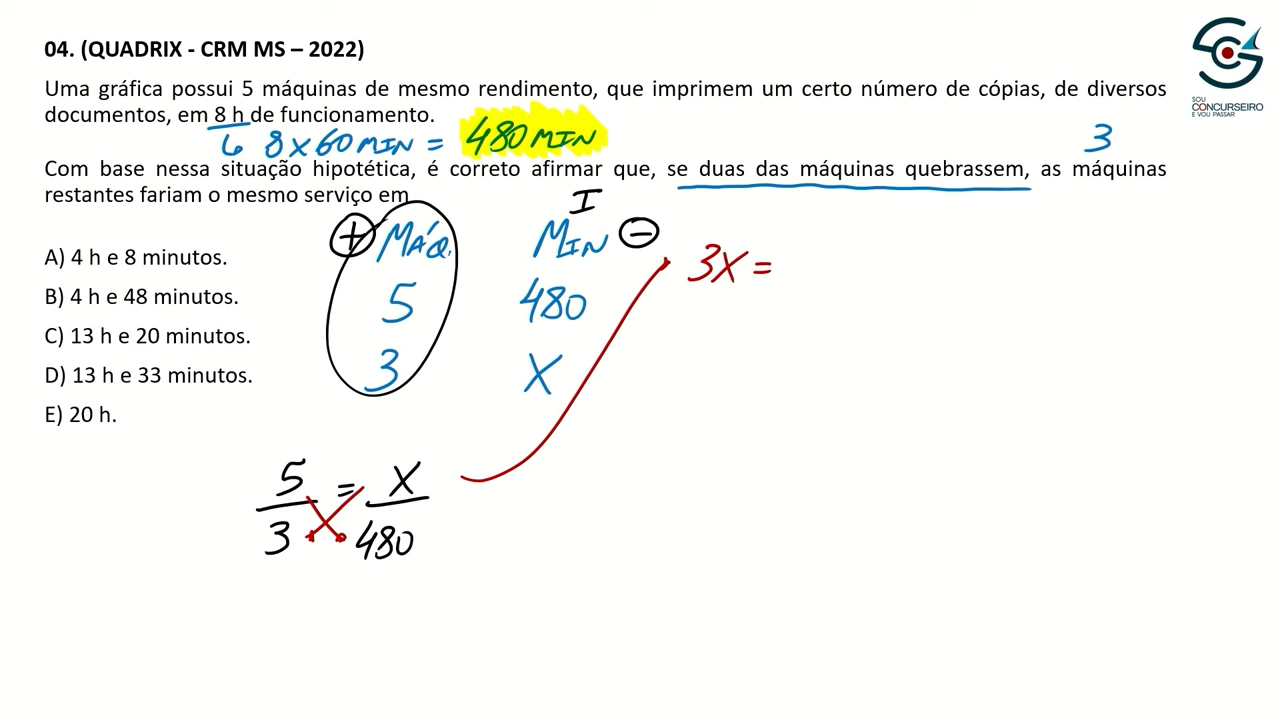 04. (QUADRIX - CRM MS – 2022)
Uma gráfica possui 5 máquinas de mesmo rendimento, que imprimem um certo número de cópias, de diversos
documentos, em 8 h de funcionamento.
8 X 60 MIN = 480 MIN
3
Com base nessa situação hipotética, é correto afirmar que, se duas das máquinas quebrassem, as máquinas
restantes fariam o mesmo serviço em
I
+ MÁQ. MIN −
A) 4 h e 8 minutos.
B) 4 h e 48 minutos.
C) 13 h e 20 minutos.
D) 13 h e 33 minutos.
E) 20 h.
5 480
3 X
3X =
5 = X
3 480
SOU
CONCURSEIRO
E VOU PASSAR